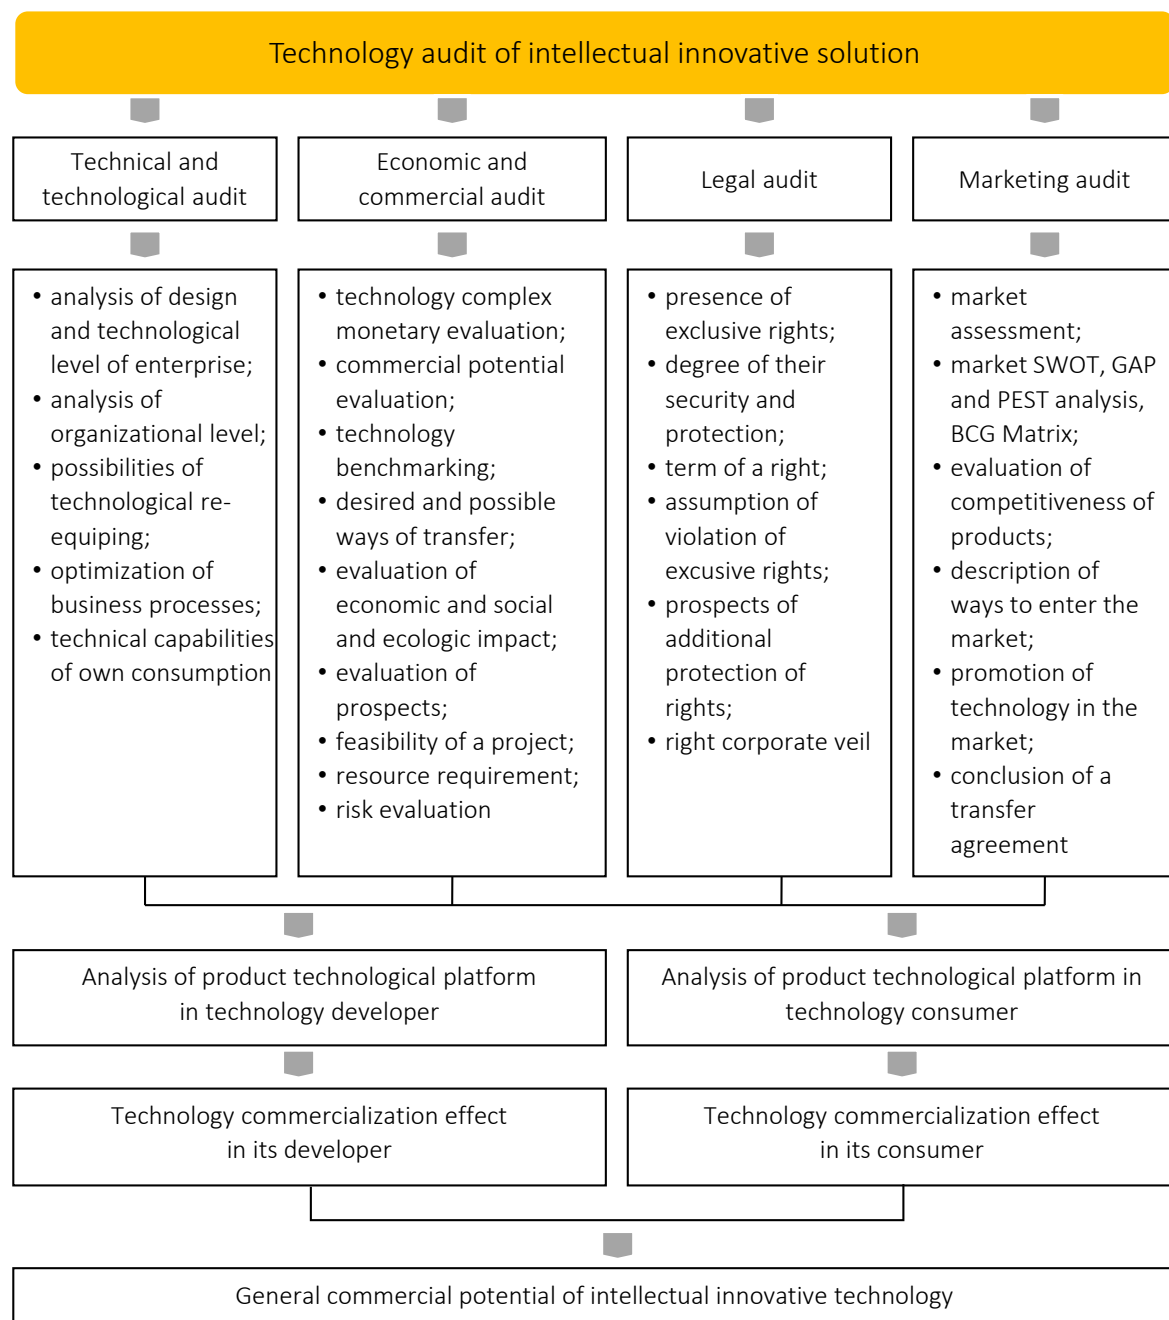 Technology audit of intellectual innovative solution
Technical and
technological audit
Economic and
commercial audit
Legal audit
Marketing audit
• analysis of design
and technological
level of enterprise;
• analysis of
organizational level;
• possibilities of
technological re-
equiping;
• optimization of
business processes;
• technical capabilities
of own consumption
• technology complex
monetary evaluation;
• commercial potential
evaluation;
• technology
benchmarking;
• desired and possible
ways of transfer;
• evaluation of
economic and social
and ecologic impact;
• evaluation of
prospects;
• feasibility of a project;
• resource requirement;
• risk evaluation
• presence of
exclusive rights;
• degree of their
security and
protection;
• term of a right;
• assumption of
violation of
excusive rights;
• prospects of
additional
protection of
rights;
• right corporate veil
• market
assessment;
• market SWOT, GAP
and PEST analysis,
BCG Matrix;
• evaluation of
competitiveness of
products;
• description of
ways to enter the
market;
• promotion of
technology in the
market;
• conclusion of a
transfer
agreement
Analysis of product technological platform
in technology developer
Analysis of product technological platform in
technology consumer
Technology commercialization effect
in its developer
Technology commercialization effect
in its consumer
General commercial potential of intellectual innovative technology